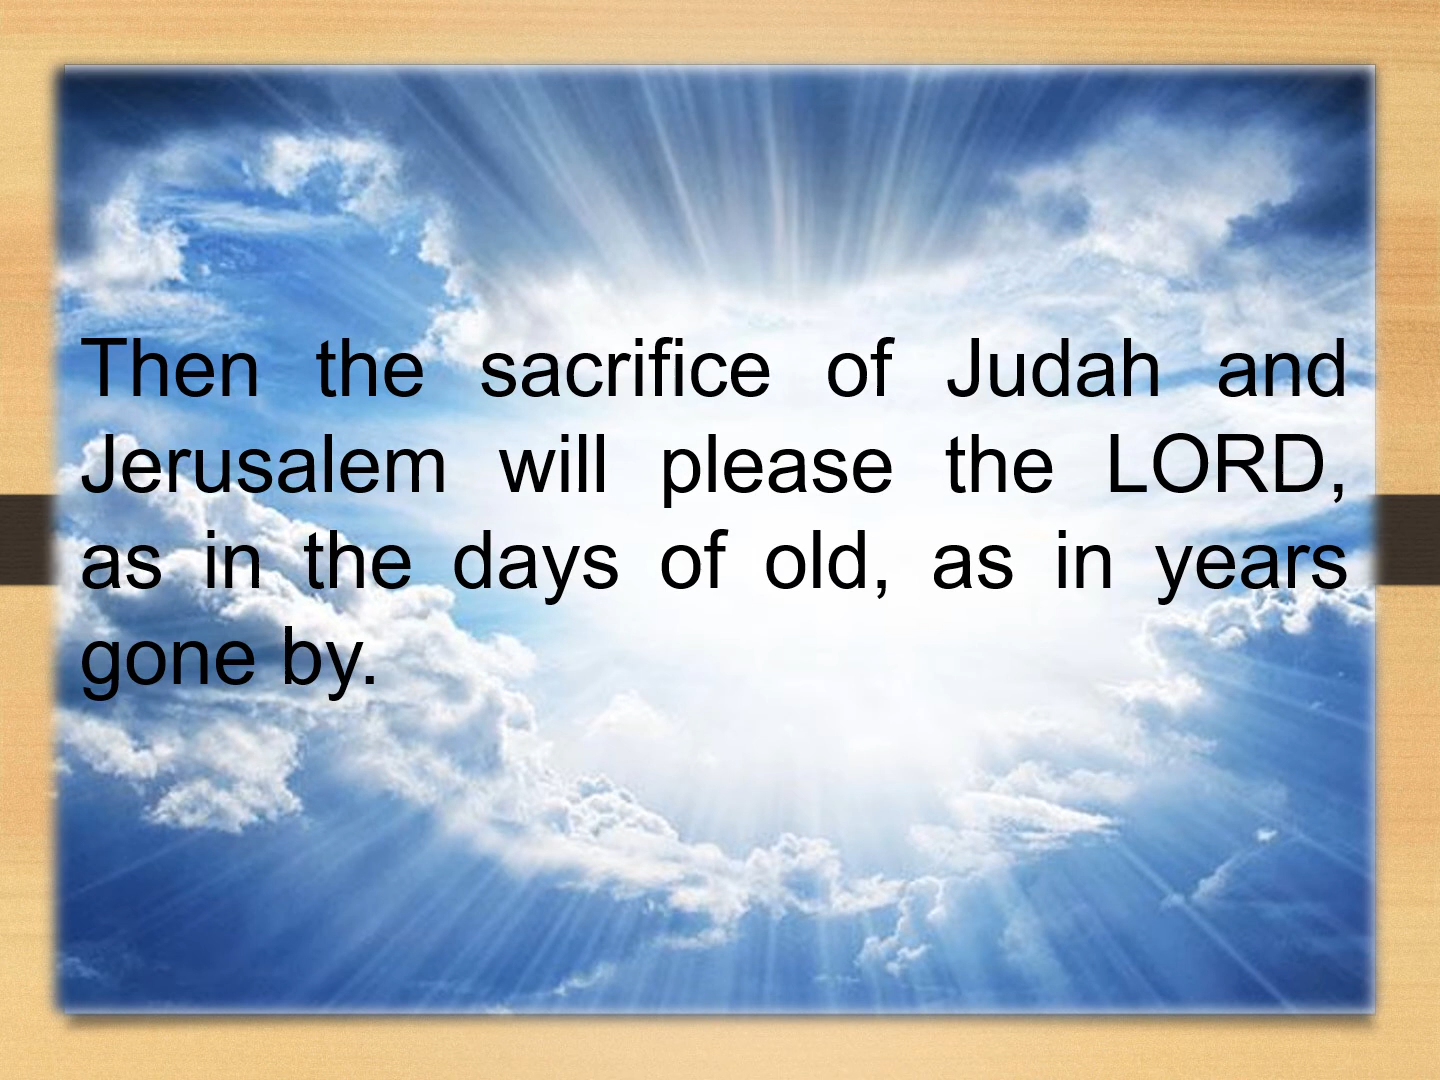 Then the sacrifice of Judah and
Jerusalem will please the LORD,
as in the days of old, as in years
gone by.